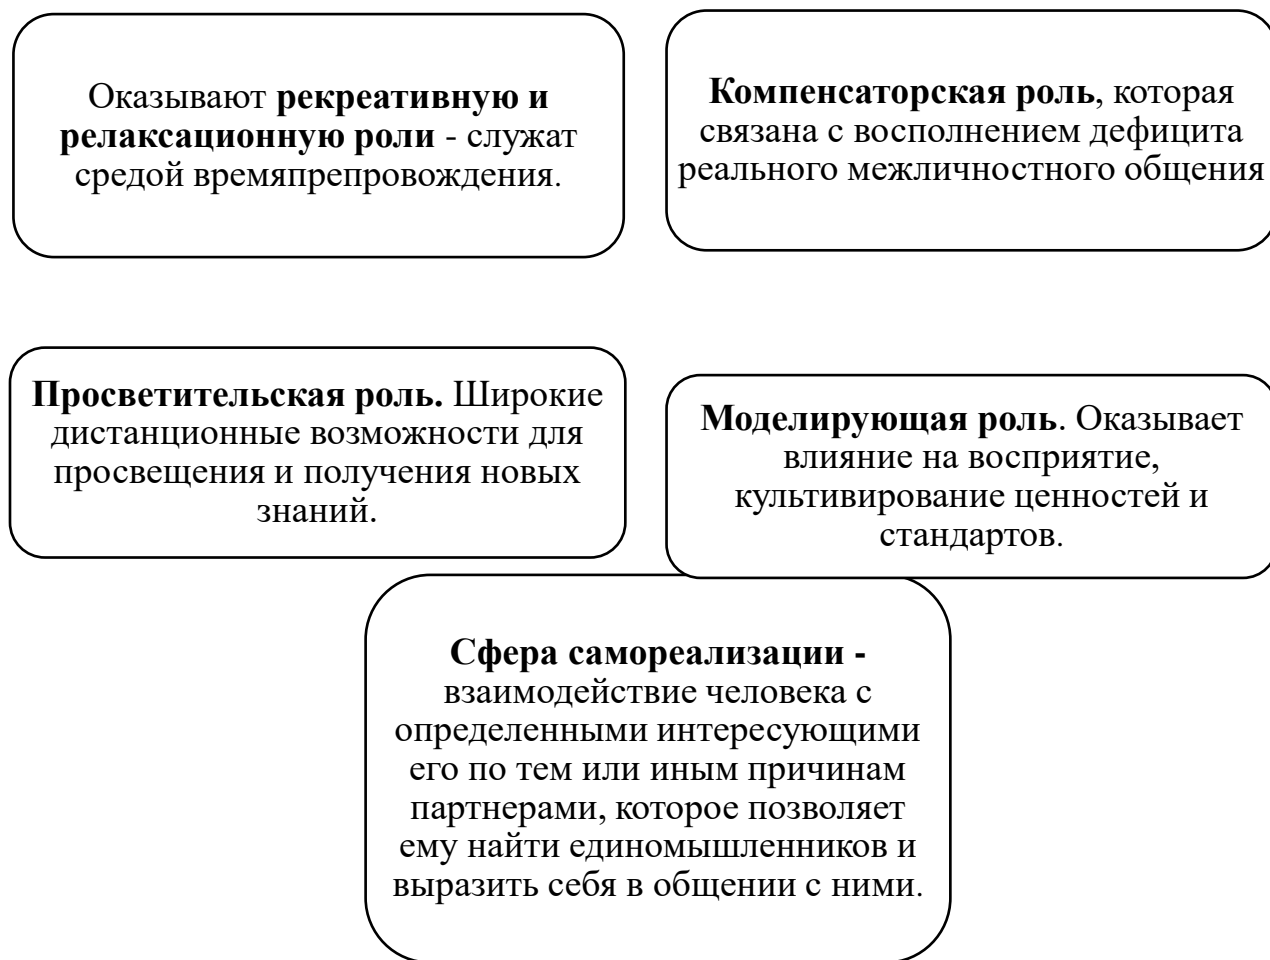 Оказывают рекреативную и
релаксационную роли - служат
средой времяпрепровождения.
Компенсаторская роль, которая
связана с восполнением дефицита
реального межличностного общения
Просветительская роль. Широкие
дистанционные возможности для
просвещения и получения новых
знаний.
Моделирующая роль. Оказывает
влияние на восприятие,
культивирование ценностей и
стандартов.
Сфера самореализации -
взаимодействие человека с
определенными интересующими
его по тем или иным причинам
партнерами, которое позволяет
ему найти единомышленников и
выразить себя в общении с ними.